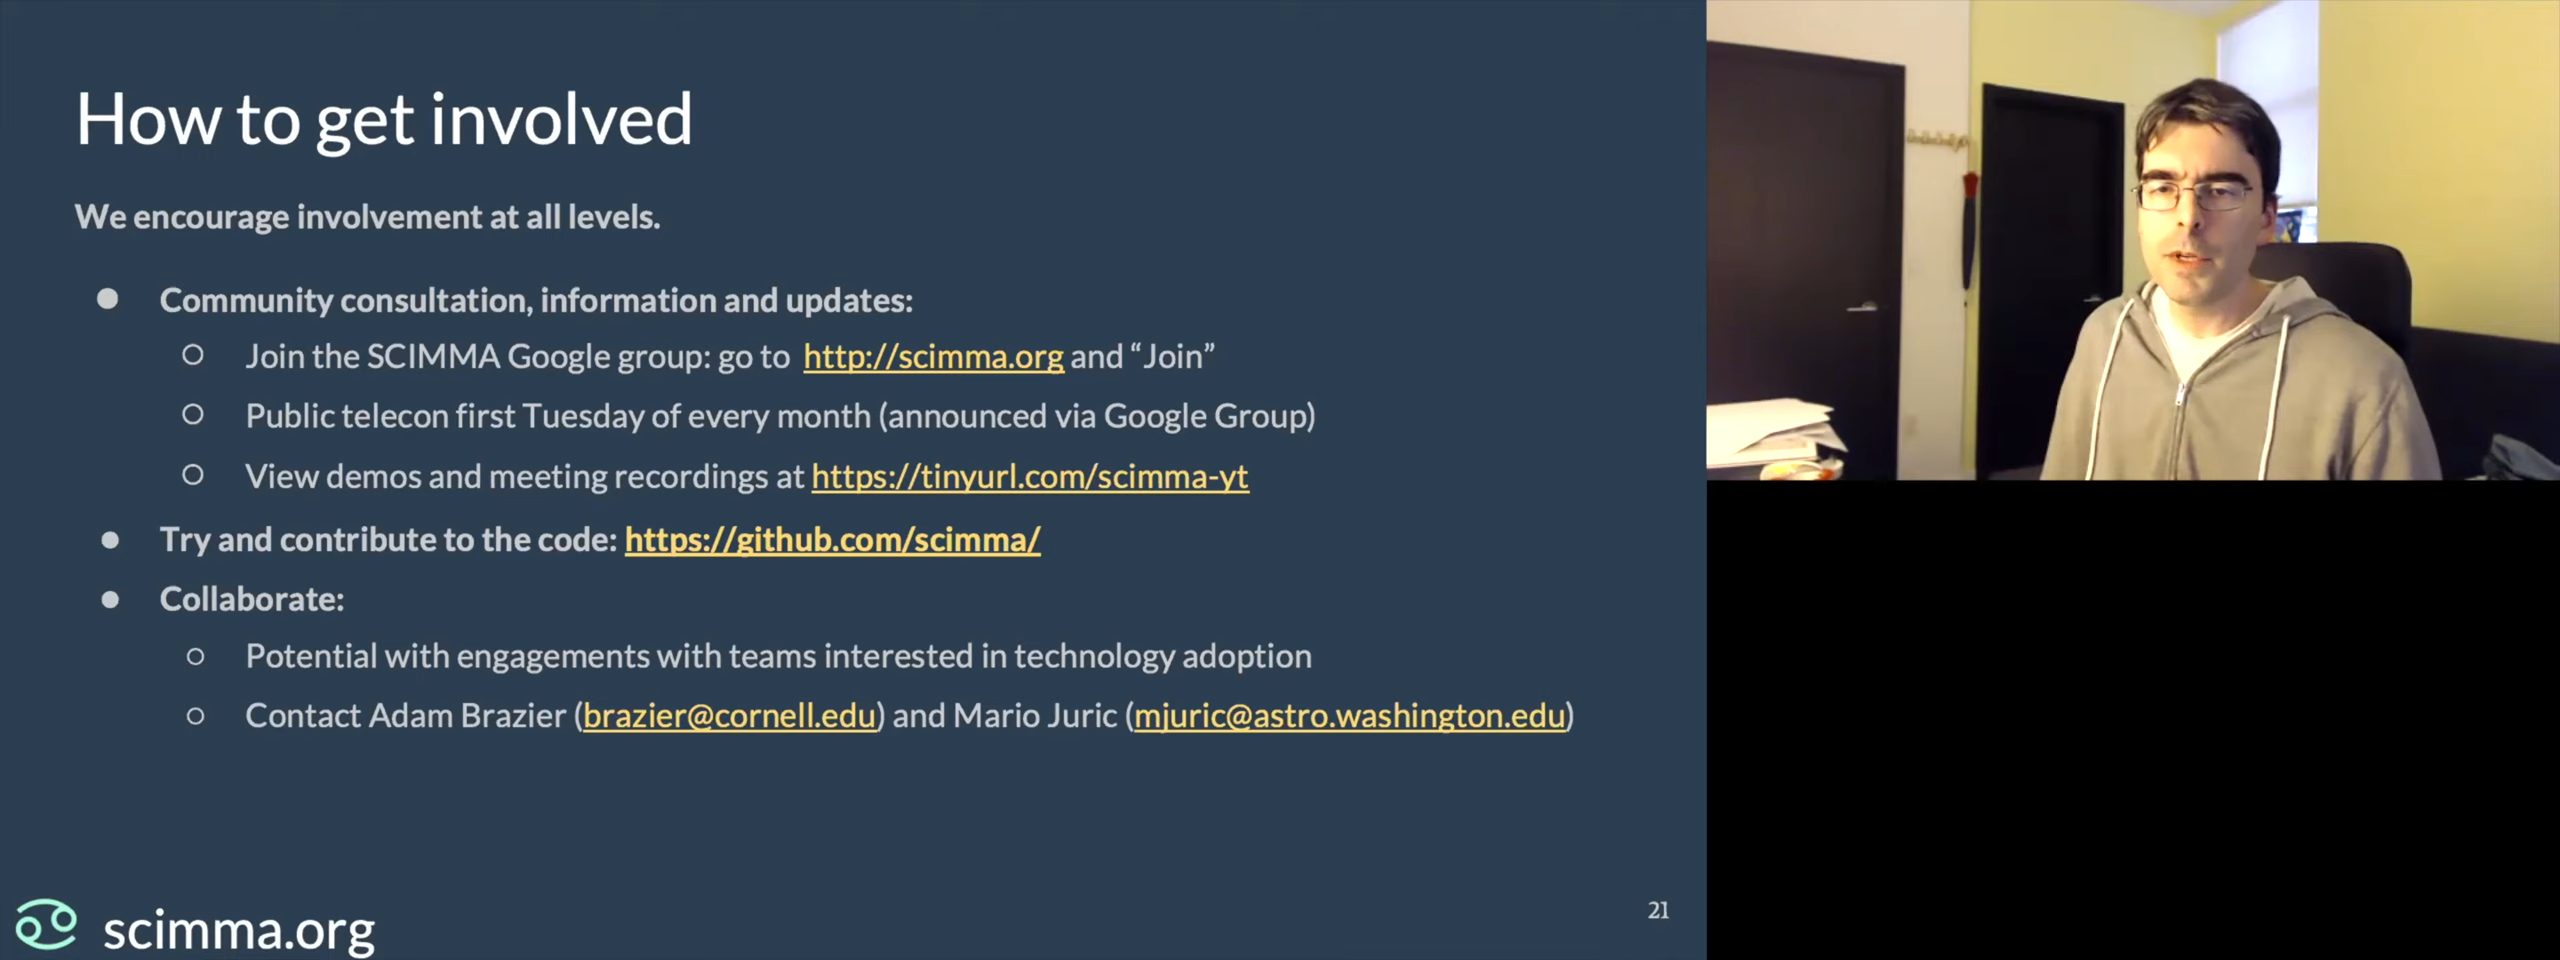 How to get involved
We encourage involvement at all levels.
● Community consultation, information and updates:
○ Join the SCIMMA Google group: go to http://scimma.org and “Join”
○ Public telecon first Tuesday of every month (announced via Google Group)
○ View demos and meeting recordings at https://tinyurl.com/scimma-yt
● Try and contribute to the code: https://github.com/scimma/
● Collaborate:
○ Potential with engagements with teams interested in technology adoption
○ Contact Adam Brazier (brazier@cornell.edu) and Mario Juric (mjuric@astro.washington.edu)
21
scimma.org